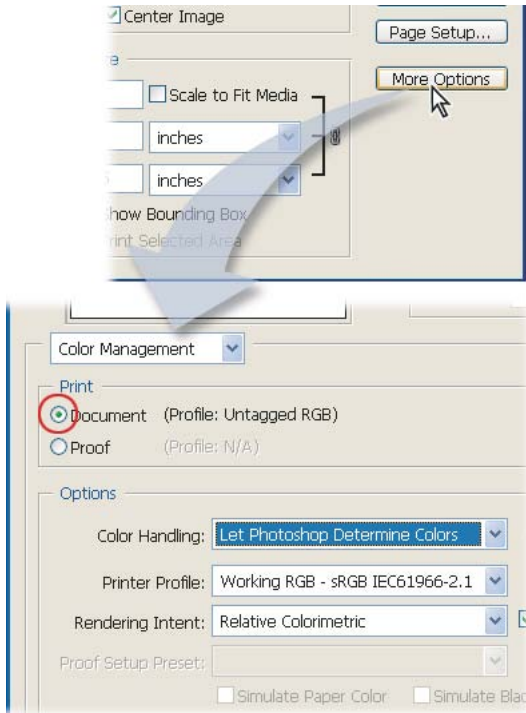 Center Image
Page Setup...
More Options
Scale to Fit Media
inches
inches
how Bounding Box
rint Selected Area
Color Management
Print
Document (Profile: Untagged RGB)
Proof (Profile: N/A)
Options
Color Handling: Let Photoshop Determine Colors
Printer Profile: Working RGB - sRGB IEC61966-2.1
Rendering Intent: Relative Colorimetric
Proof Setup Preset:
Simulate Paper Color Simulate Blac